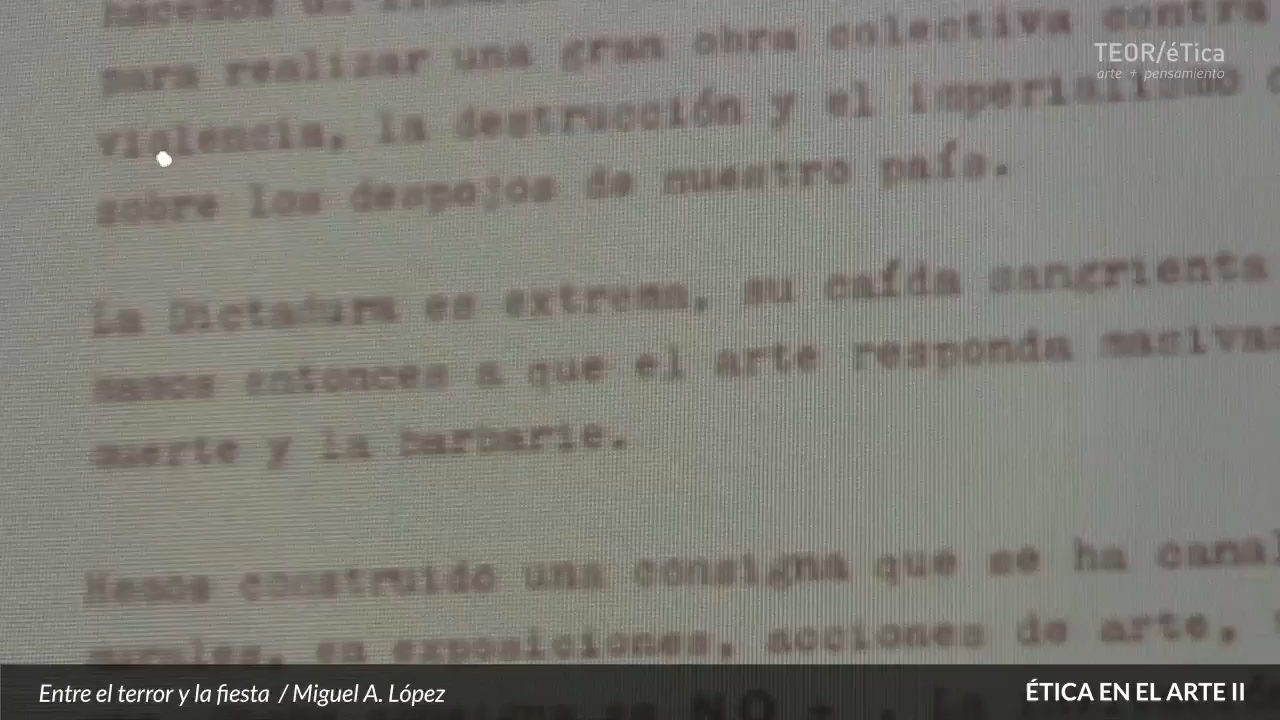 para realizar una gran obra colectiva contra
TEOR/éTica
arte + pensamiento
violencia, la destrucción y el imperialismo
sobre los despojos de nuestro país.
La Dictadura es extrema, su caída sangrienta
masos entonces a que el arte responda
muerte y la barbarie.
Hemos construido una consigna que se ha
murales, en exposiciones, acciones de arte,
NO +
Entre el terror y la fiesta / Miguel A. López
ÉTICA EN EL ARTE II